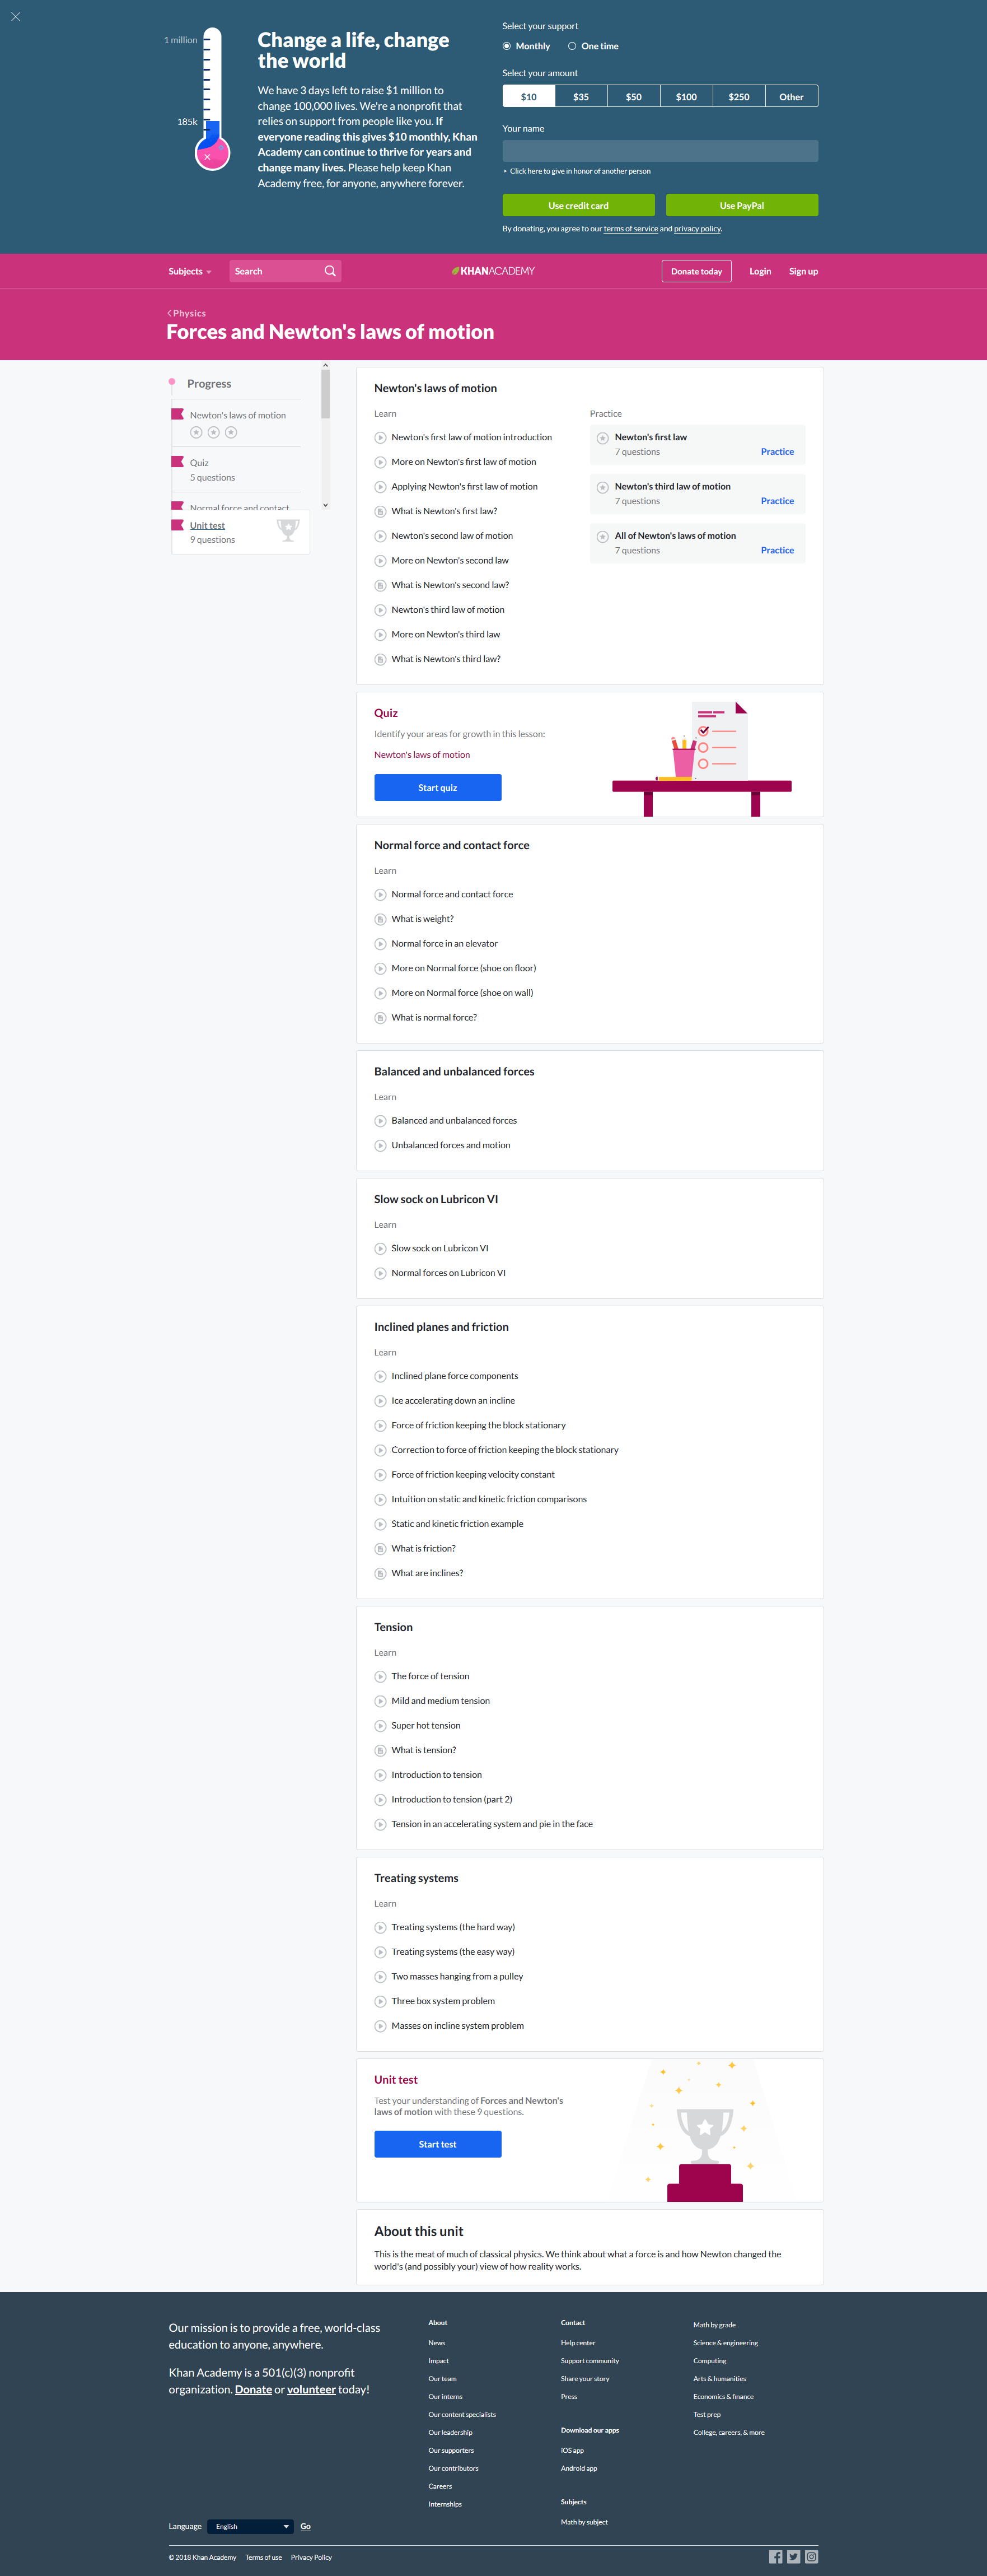 1 million
185k
Change a life, change
the world
We have 3 days left to raise $1 million to
change 100,000 lives. We're a nonprofit that
relies on support from people like you. If
everyone reading this gives $10 monthly, Khan
Academy can continue to thrive for years and
change many lives. Please help keep Khan
Academy free, for anyone, anywhere forever.
Select your support
Monthly One time
Select your amount
$10 $35 $50 $100 $250 Other
Your name
Click here to give in honor of another person
Use credit card Use PayPal
By donating, you agree to our terms of service and privacy policy.
Subjects Search KHANACADEMY Donate today Login Sign up
Physics
Forces and Newton's laws of motion
Progress
Newton's laws of motion
Quiz
5 questions
Normal force and contact
Unit test
9 questions
Newton's laws of motion
Learn
Newton's first law of motion introduction
More on Newton's first law of motion
Applying Newton's first law of motion
What is Newton's first law?
Newton's second law of motion
More on Newton's second law
What is Newton's second law?
Newton's third law of motion
More on Newton's third law
What is Newton's third law?
Practice
Newton's first law
7 questions Practice
Newton's third law of motion
7 questions Practice
All of Newton's laws of motion
7 questions Practice
Quiz
Identify your areas for growth in this lesson:
Newton's laws of motion
Start quiz
Normal force and contact force
Learn
Normal force and contact force
What is weight?
Normal force in an elevator
More on Normal force (shoe on floor)
More on Normal force (shoe on wall)
What is normal force?
Balanced and unbalanced forces
Learn
Balanced and unbalanced forces
Unbalanced forces and motion
Slow sock on Lubricon VI
Learn
Slow sock on Lubricon VI
Normal forces on Lubricon VI
Inclined planes and friction
Learn
Inclined plane force components
Ice accelerating down an incline
Force of friction keeping the block stationary
Correction to force of friction keeping the block stationary
Force of friction keeping velocity constant
Intuition on static and kinetic friction comparisons
Static and kinetic friction example
What is friction?
What are inclines?
Tension
Learn
The force of tension
Mild and medium tension
Super hot tension
What is tension?
Introduction to tension
Introduction to tension (part 2)
Tension in an accelerating system and pie in the face
Treating systems
Learn
Treating systems (the hard way)
Treating systems (the easy way)
Two masses hanging from a pulley
Three box system problem
Masses on incline system problem
Unit test
Test your understanding of Forces and Newton's
laws of motion with these 9 questions.
Start test
About this unit
This is the meat of much of classical physics. We think about what a force is and how Newton changed the
world's (and possibly your) view of how reality works.
Our mission is to provide a free, world-class
education to anyone, anywhere.
Khan Academy is a 501(c)(3) nonprofit
organization. Donate or volunteer today!
About
News
Impact
Our team
Our interns
Our content specialists
Our leadership
Our supporters
Our contributors
Careers
Internships
Contact
Help center
Support community
Share your story
Press
Download our apps
iOS app
Android app
Subjects
Math by subject
Math by grade
Science & engineering
Computing
Arts & humanities
Economics & finance
Test prep
College, careers, & more
Language English Go
© 2018 Khan Academy Terms of use Privacy Policy